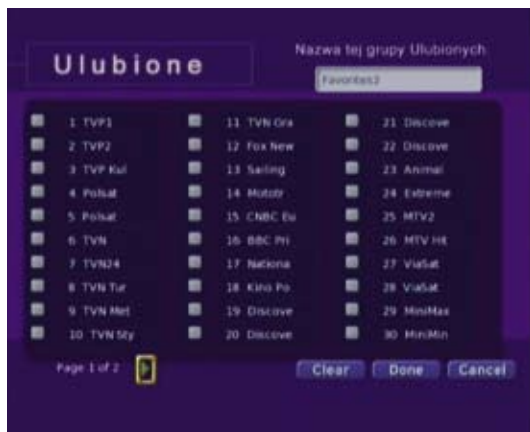 Ulubione
Nazwa tej grupy Ulubionych
Favorites2
1 TVP1
2 TVP2
3 TVP Kul
4 Polsat
5 Polsat
6 TVN
7 TVN24
8 TVN Tur
9 TVN Met
10 TVN Sty
11 TVN Gra
12 Fox New
13 Sailing
14 Mototr
15 CNBC Eu
16 BBC Pri
17 Nationa
18 Kino Po
19 Discove
20 Discove
21 Discove
22 Discove
23 Animal
24 Extreme
25 MTV2
26 MTV Hit
27 ViaSat
28 ViaSat
29 MiniMax
30 MiniMin
Page 1 of 2
Clear Done Cancel